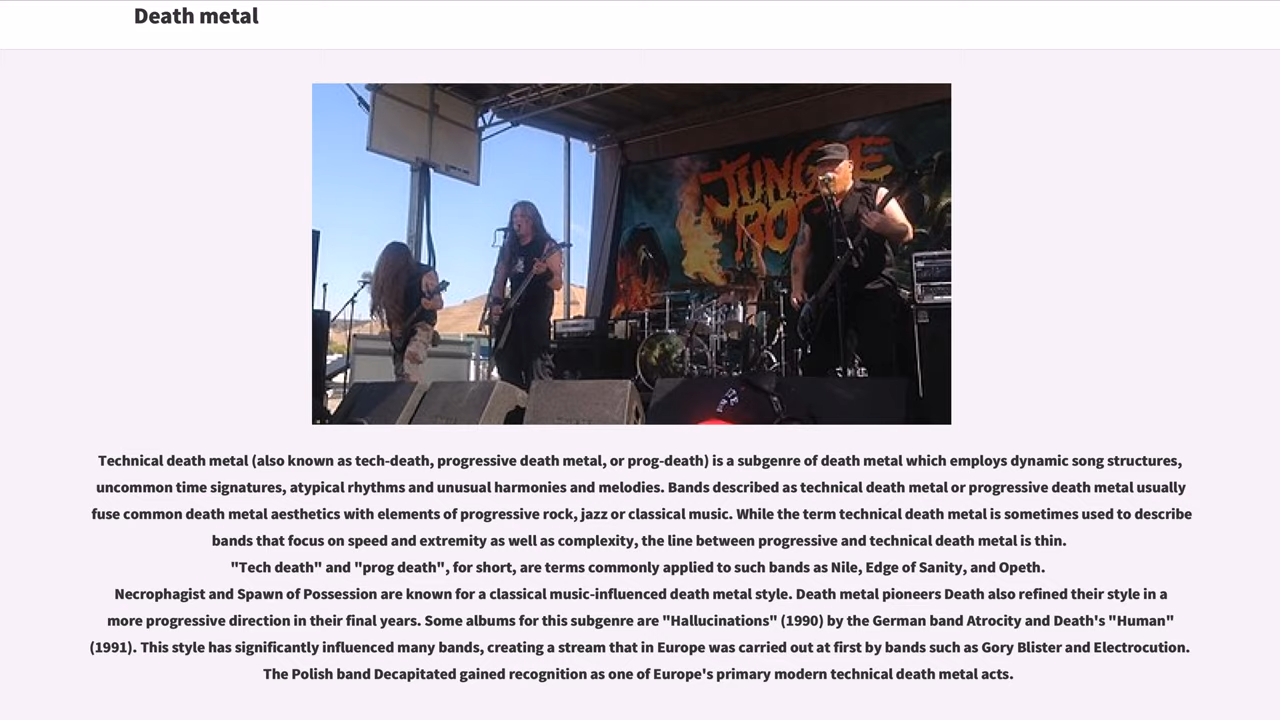 Death metal
JUNGLE
RO
Technical death metal (also known as tech-death, progressive death metal, or prog-death) is a subgenre of death metal which employs dynamic song structures,
uncommon time signatures, atypical rhythms and unusual harmonies and melodies. Bands described as technical death metal or progressive death metal usually
fuse common death metal aesthetics with elements of progressive rock, jazz or classical music. While the term technical death metal is sometimes used to describe
bands that focus on speed and extremity as well as complexity, the line between progressive and technical death metal is thin.
"Tech death" and "prog death", for short, are terms commonly applied to such bands as Nile, Edge of Sanity, and Opeth.
Necrophagist and Spawn of Possession are known for a classical music-influenced death metal style. Death metal pioneers Death also refined their style in a
more progressive direction in their final years. Some albums for this subgenre are "Hallucinations" (1990) by the German band Atrocity and Death's "Human"
(1991). This style has significantly influenced many bands, creating a stream that in Europe was carried out at first by bands such as Gory Blister and Electrocution.
The Polish band Decapitated gained recognition as one of Europe's primary modern technical death metal acts.